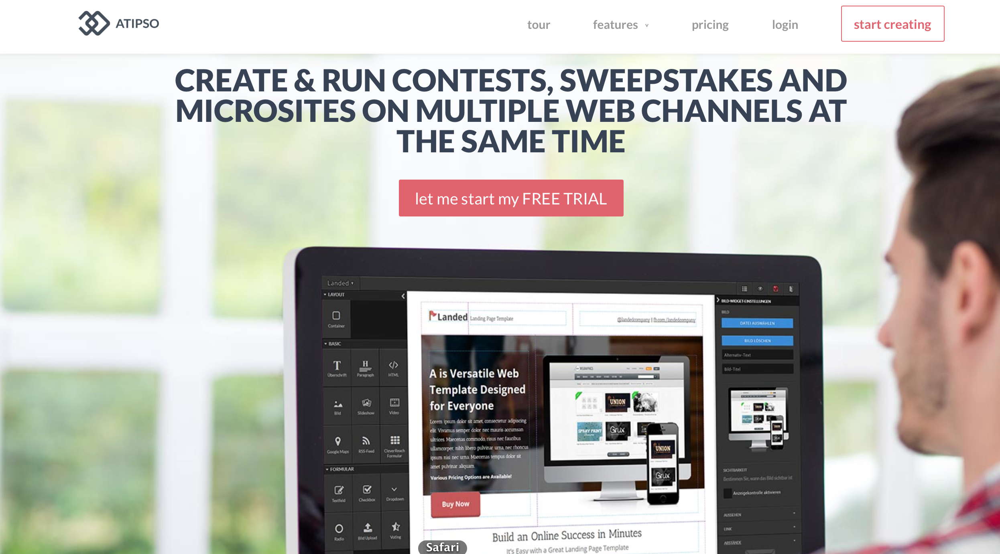 ATIPSO
tour
features
pricing
login
start creating
CREATE & RUN CONTESTS, SWEEPSTAKES AND
MICROSITES ON MULTIPLE WEB CHANNELS AT
THE SAME TIME
let me start my FREE TRIAL
Landed
LAYOUT
Container
BASIC
Überschrift
Paragraph
HTML
Bild
Slideshow
Video
Google Maps
RSS-Feed
CleverReach
Formular
FORMULAR
Textfeld
Checkbox
Dropdown
Radio
Bild Upload
Voting
Landed
Landing Page Template
@landedcompany | fb.com/landedcompany
A is Versatile Web
Template Designed
for Everyone
Lorem ipsum dolor sit amet, consectetur adipiscing
elit. Vivamus semper dolor nec mauris accumsan
ultrices. Maecenas commodo, risus nec faucibus
ullamcorper, nibh libero pulvinar urna, nec rhoncus
ipsum nisi nec urna. Maecenas tempus dolor sit
amet pulvinar aliquam.
Various Pricing Options are Available!
Buy Now
UNION
SPRAY PAINT
Grux
UNION
Grux
Build an Online Success in Minutes
It's Easy with a Great Landing Page Template
BILD-WIDGET-EINSTELLUNGEN
BILD
DATEI AUSWÄHLEN
BILD LÖSCHEN
Alternativ-Text
Bild-Titel
SICHTBARKEIT
Bestimmen Sie, wann das Bild sichtbar ist
Anzeigekontrolle aktivieren
AUSSEHEN
LINK
ABSTÄNDE
Safari